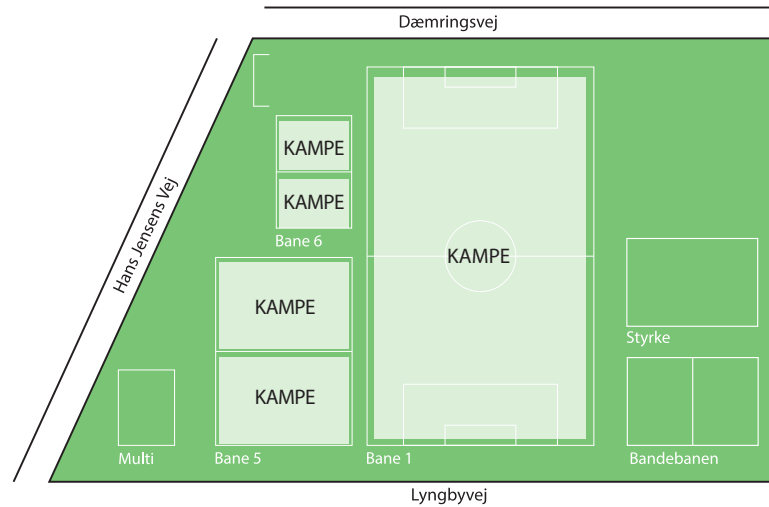 Dæmringsvej
Hans Jensens Vej
KAMPE
KAMPE
Bane 6
KAMPE
KAMPE
KAMPE
Styrke
Multi
Bane 5
Bane 1
Bandebanen
Lyngbyvej